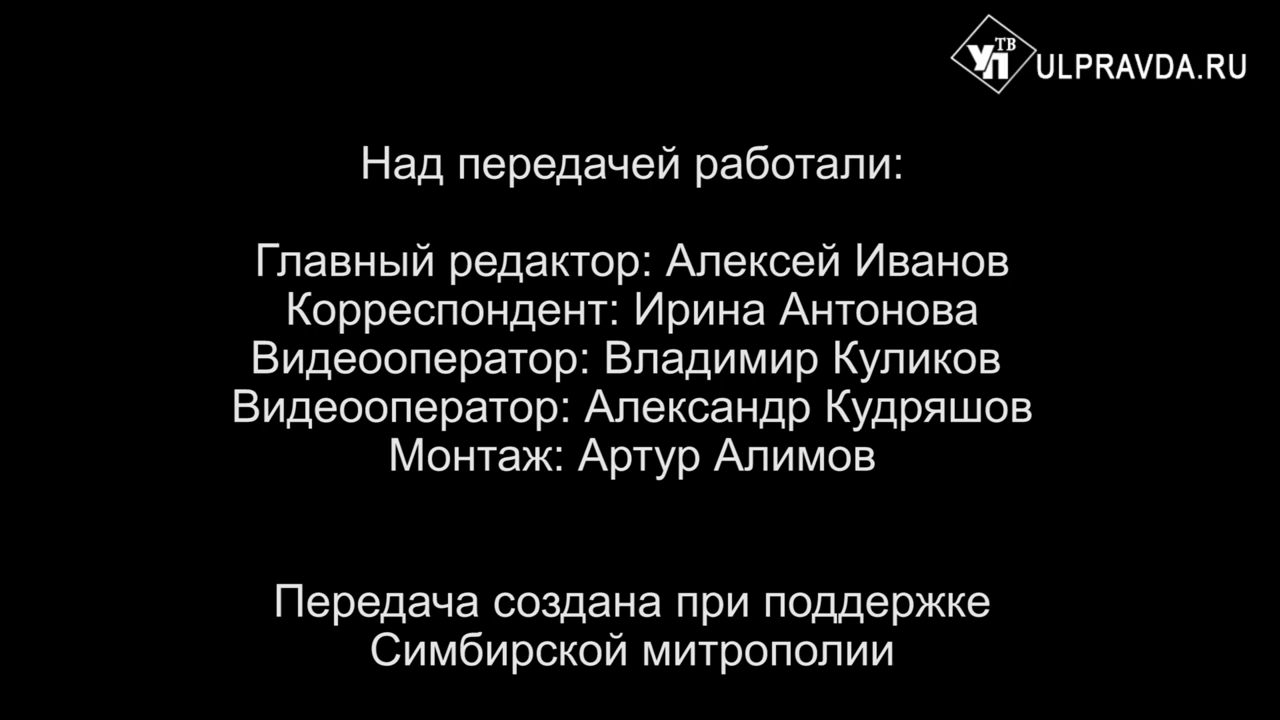 ТВ
УП
ULPRAVDA.RU
Над передачей работали:
Главный редактор: Алексей Иванов
Корреспондент: Ирина Антонова
Видеооператор: Владимир Куликов
Видеооператор: Александр Кудряшов
Монтаж: Артур Алимов
Передача создана при поддержке
Симбирской митрополии